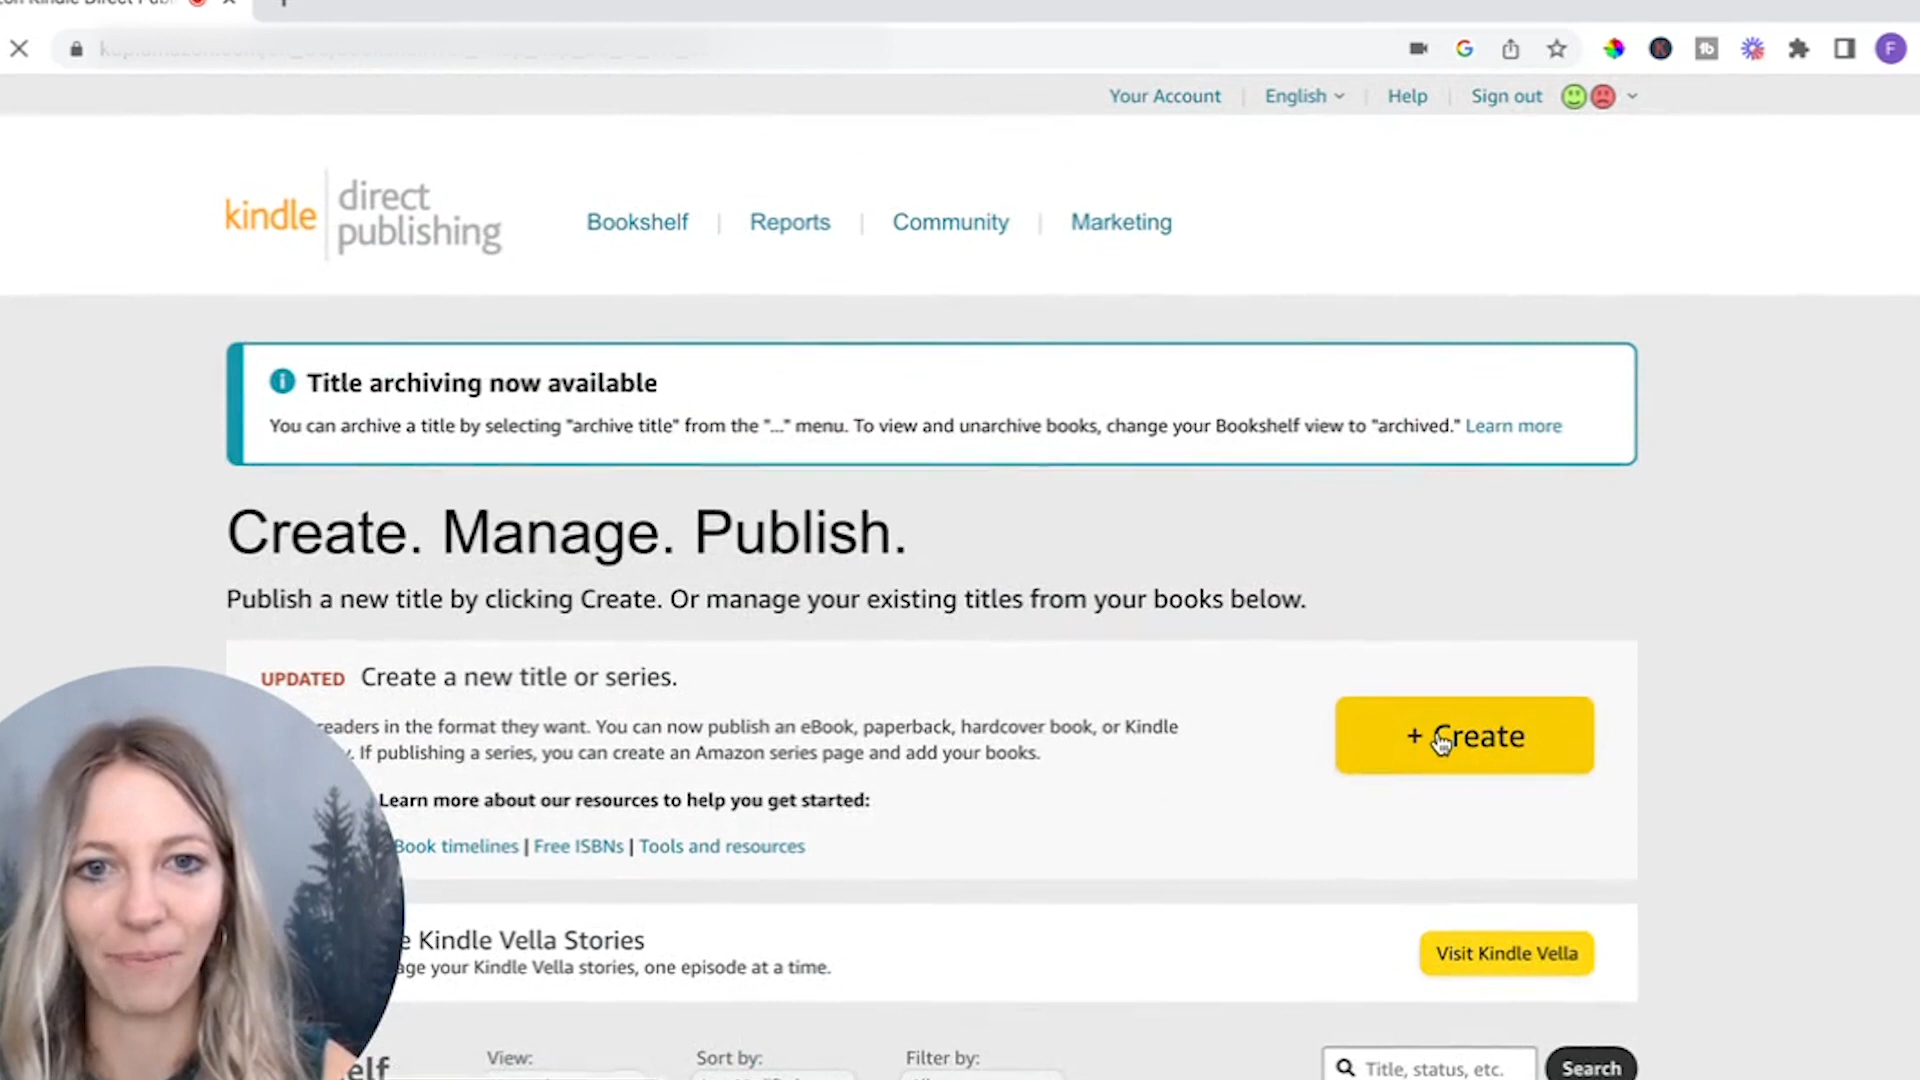 Your Account | English | Help | Sign out
kindle direct publishing
Bookshelf | Reports | Community | Marketing
Title archiving now available
You can archive a title by selecting "archive title" from the "..." menu. To view and unarchive books, change your Bookshelf view to "archived." Learn more
Create. Manage. Publish.
Publish a new title by clicking Create. Or manage your existing titles from your books below.
UPDATED Create a new title or series.
readers in the format they want. You can now publish an eBook, paperback, hardcover book, or Kindle
. If publishing a series, you can create an Amazon series page and add your books.
+ Create
Learn more about our resources to help you get started:
Book timelines | Free ISBNs | Tools and resources
Kindle Vella Stories
your Kindle Vella stories, one episode at a time.
Visit Kindle Vella
View:
Sort by:
Filter by:
Title, status, etc.
Search